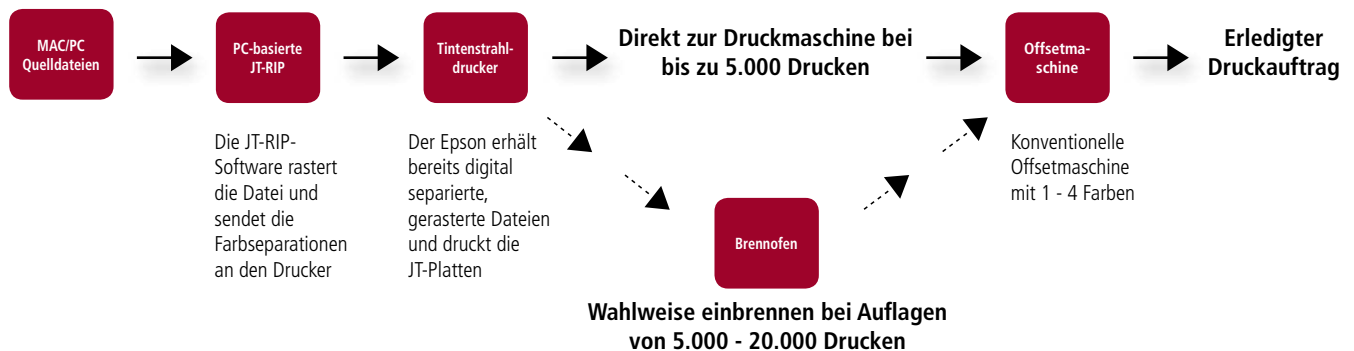 MAC/PC
Quelldateien
PC-basierte
JT-RIP
Tintenstrahl-
drucker
Direkt zur Druckmaschine bei
bis zu 5.000 Drucken
Offsetma-
schine
Erledigter
Druckauftrag
Die JT-RIP-
Software rastert
die Datei und
sendet die
Farbseparationen
an den Drucker
Der Epson erhält
bereits digital
separierte,
gerasterte Dateien
und druckt die
JT-Platten
Konventionelle
Offsetmaschine
mit 1 - 4 Farben
Brennofen
Wahlweise einbrennen bei Auflagen
von 5.000 - 20.000 Drucken